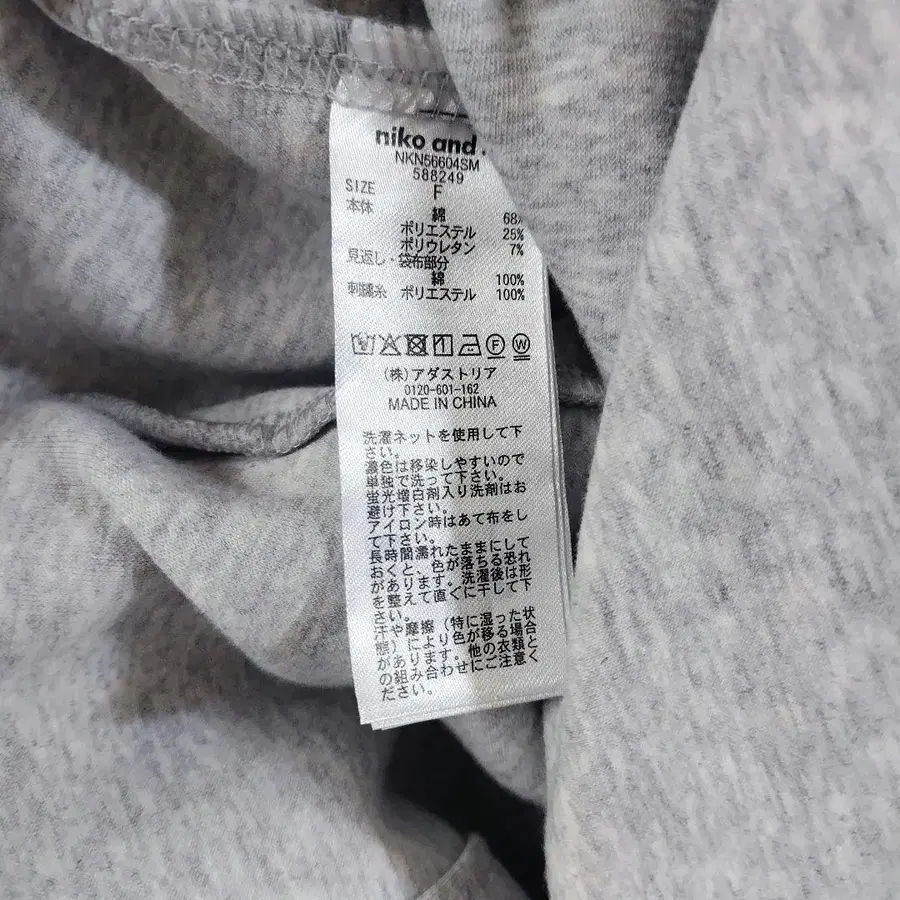 niko and .
NKN56604SM
588249
SIZE F
本体 綿 68%
ポリエステル 25%
ポリウレタン 7%
見返し・袋布部分
綿 100%
刺繍糸 ポリエステル 100%
F W
(株)アダストリア
0120-601-162
MADE IN CHINA
洗濯ネットを使用して下
さい。
濃色は移染しやすいので
単独で洗って下さい。
蛍光増白剤入り洗剤はお
避け下さい。
アイロン時はあて布をし
て下さい。
長時間濡れたままにして
おくと、色が落ちる恐れ
があります。洗濯後は形
を整えて直ぐに干して下
さい。
汗や摩擦(特に湿った状
態)により色が移る場合
があります。他の衣類と
の組み合わせにご注意く
ださい。